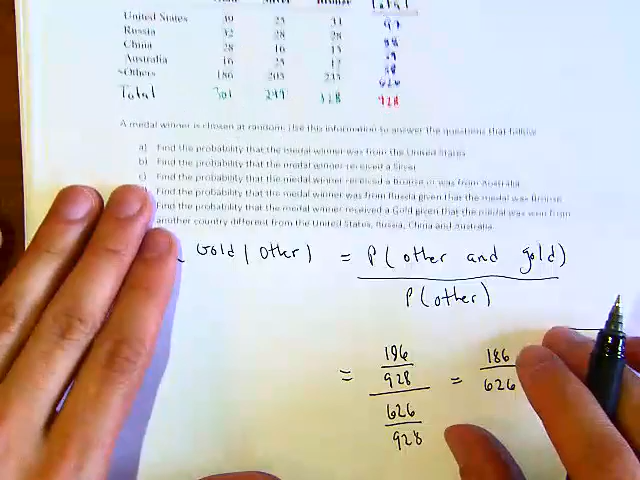 Total
United States 39 25 33 97
Russia 32 28 28 88
China 28 16 15 59
Australia 16 25 17 58
Others 186 205 235 626
Total 301 299 328 928
A medal winner is chosen at random. Use this information to answer the questions that follow
a) Find the probability that the medal winner was from the United States
b) Find the probability that the medal winner received a Silver
c) Find the probability that the medal winner received a Bronze or was from Australia
Find the probability that the medal winner was from Russia given that the medal was Bronze
Find the probability that the medal winner received a Gold given that the medal was won from
another country different from the United States, Russia, China and Australia.
Gold | Other ) = P( other and gold)
P(other)
= 186/928 / 626/928 = 186/626